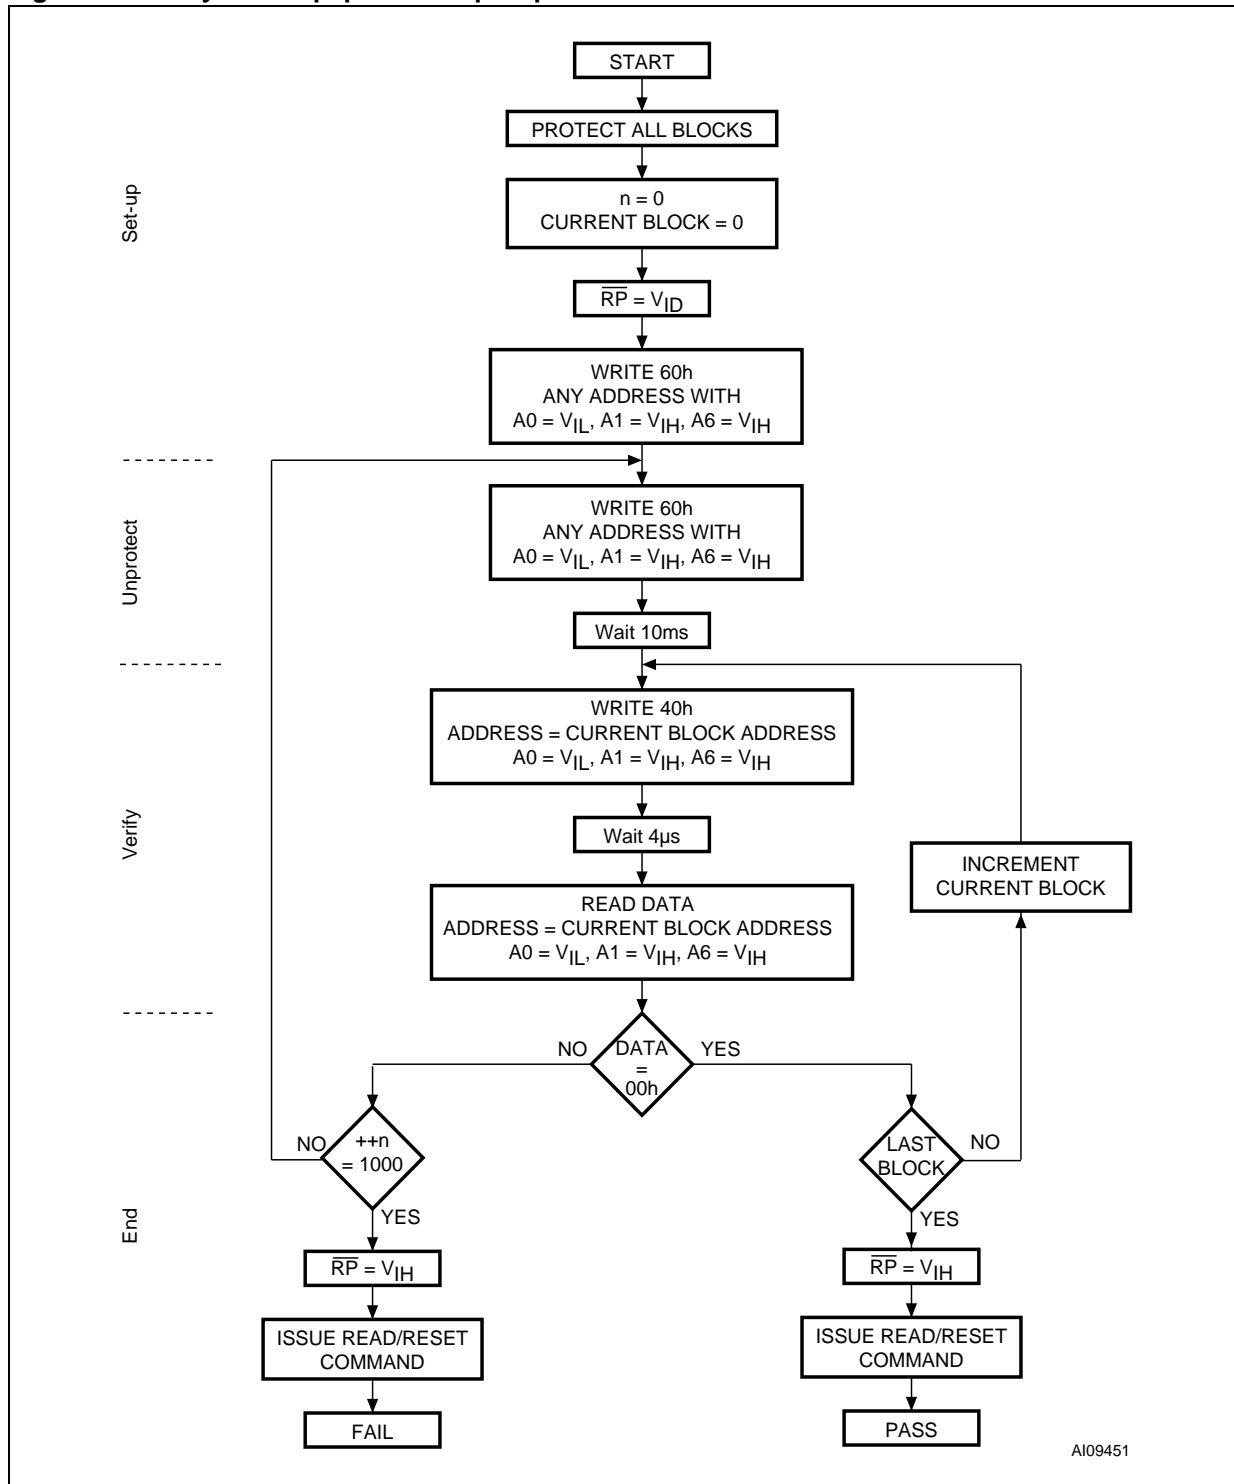 START
PROTECT ALL BLOCKS
n = 0
CURRENT BLOCK = 0
Set-up
RP = VID
WRITE 60h
ANY ADDRESS WITH
A0 = VIL, A1 = VIH, A6 = VIH
Unprotect
WRITE 60h
ANY ADDRESS WITH
A0 = VIL, A1 = VIH, A6 = VIH
Wait 10ms
Verify
WRITE 40h
ADDRESS = CURRENT BLOCK ADDRESS
A0 = VIL, A1 = VIH, A6 = VIH
Wait 4µs
INCREMENT
CURRENT BLOCK
READ DATA
ADDRESS = CURRENT BLOCK ADDRESS
A0 = VIL, A1 = VIH, A6 = VIH
End
NO
DATA
=
00h
YES
NO
++n
= 1000
YES
LAST
BLOCK
NO
YES
RP = VIH
RP = VIH
ISSUE READ/RESET
COMMAND
ISSUE READ/RESET
COMMAND
FAIL
PASS
AI09451